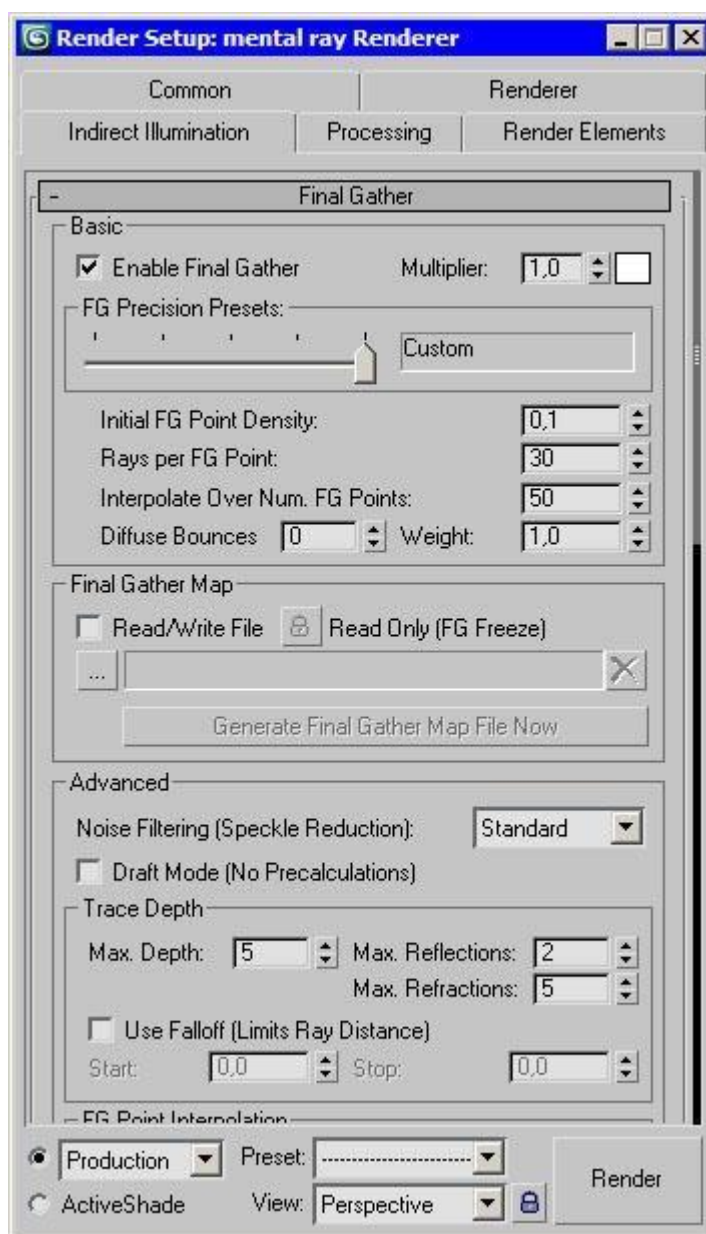 Render Setup: mental ray Renderer
Common Renderer
Indirect Illumination Processing Render Elements
- Final Gather
Basic
Enable Final Gather Multiplier: 1,0
FG Precision Presets:
Custom
Initial FG Point Density: 0,1
Rays per FG Point: 30
Interpolate Over Num. FG Points: 50
Diffuse Bounces 0 Weight: 1,0
Final Gather Map
Read/Write File Read Only (FG Freeze)
...
Generate Final Gather Map File Now
Advanced
Noise Filtering (Speckle Reduction): Standard
Draft Mode (No Precalculations)
Trace Depth
Max. Depth: 5 Max. Reflections: 2
Max. Refractions: 5
Use Falloff (Limits Ray Distance)
Start: 0,0 Stop: 0,0
FG Point Interpolation
Production Preset: -------------------------
Render
ActiveShade View: Perspective